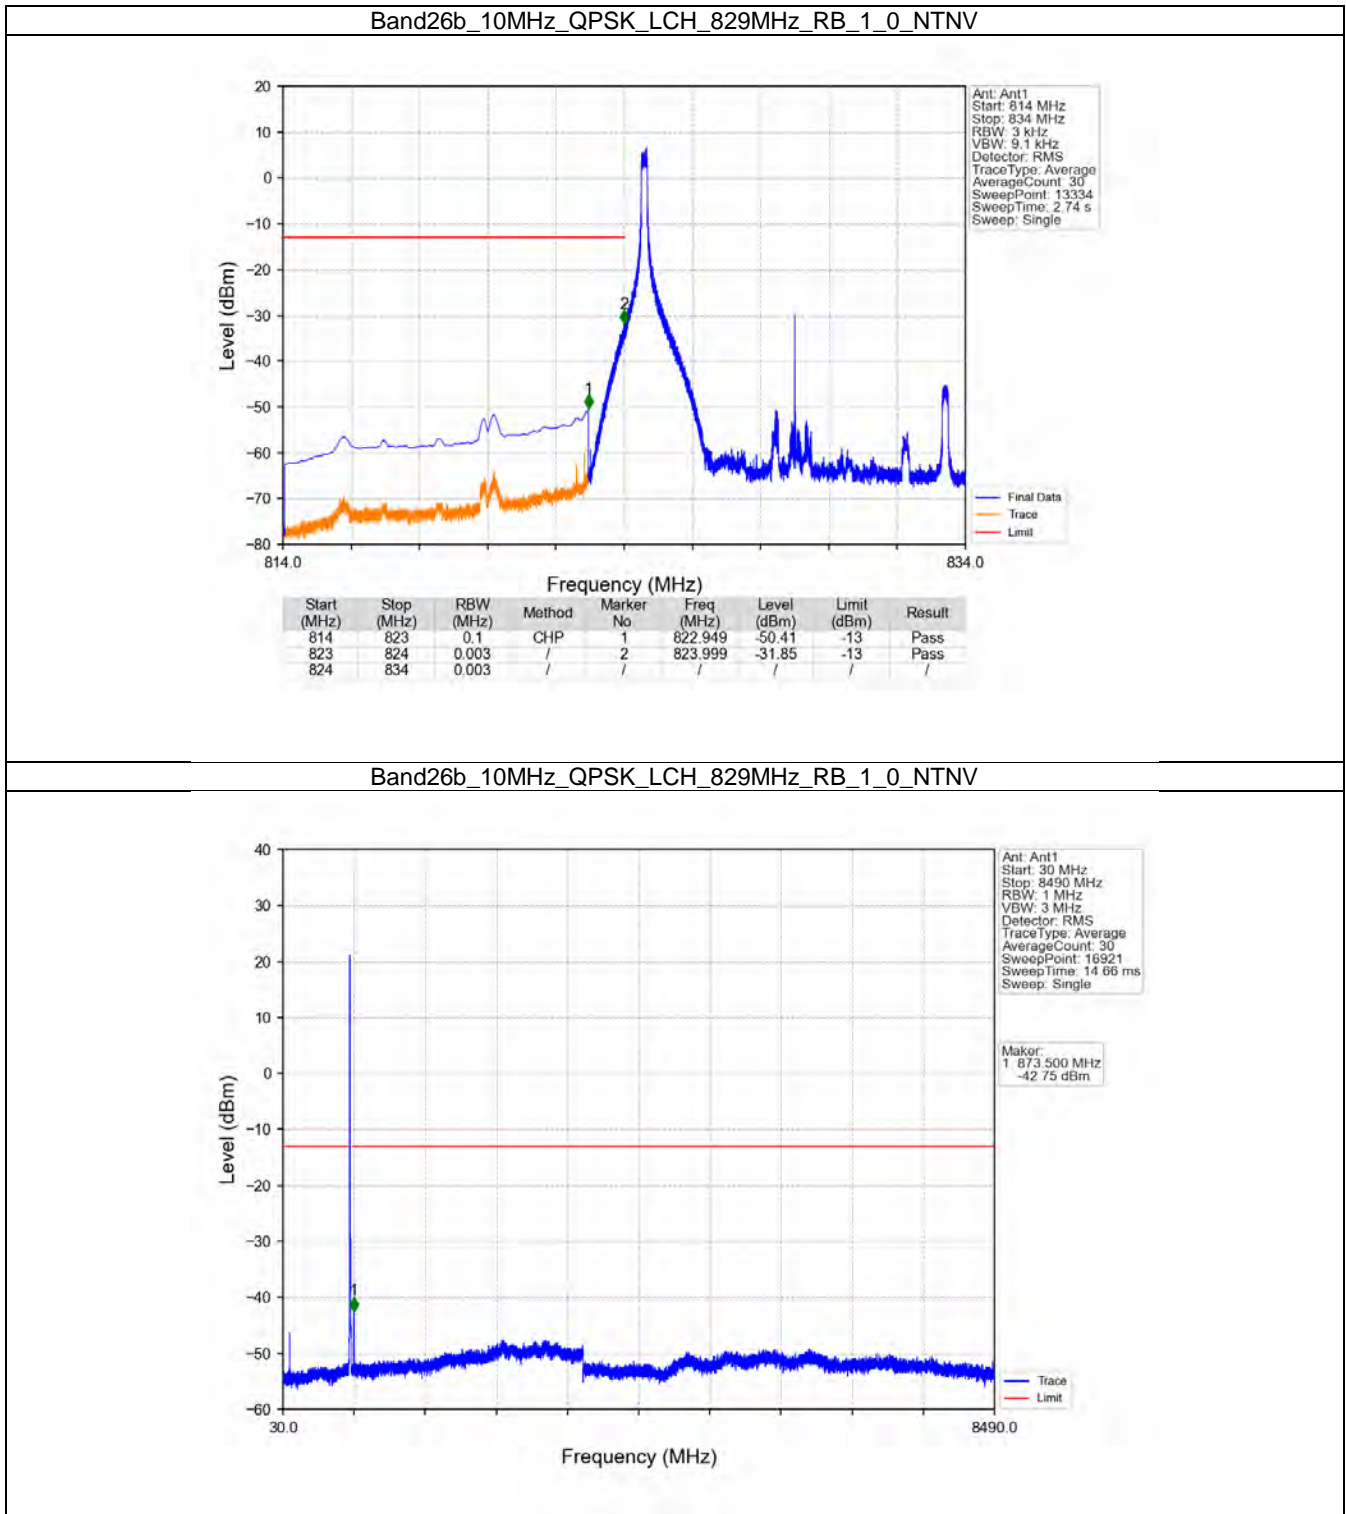 Band26b_10MHz_QPSK_LCH_829MHz_RB_1_0_NTNV
20
10
0
−10
−20
−30
−40
−50
−60
−70
−80
Level (dBm)
1
2
814.0
834.0
Frequency (MHz)
Ant: Ant1
Start: 814 MHz
Stop: 834 MHz
RBW: 3 kHz
VBW: 9.1 kHz
Detector: RMS
TraceType: Average
AverageCount: 30
SweepPoint: 13334
SweepTime: 2.74 s
Sweep: Single
Final Data
Trace
Limit
Start (MHz) Stop (MHz) RBW (MHz) Method Marker No Freq (MHz) Level (dBm) Limit (dBm) Result
814 823 0.1 CHP 1 822.949 -50.41 -13 Pass
823 824 0.003 / 2 823.999 -31.85 -13 Pass
824 834 0.003 / / / / / /
Band26b_10MHz_QPSK_LCH_829MHz_RB_1_0_NTNV
40
30
20
10
0
−10
−20
−30
−40
−50
−60
Level (dBm)
1
30.0
8490.0
Frequency (MHz)
Ant: Ant1
Start: 30 MHz
Stop: 8490 MHz
RBW: 1 MHz
VBW: 3 MHz
Detector: RMS
TraceType: Average
AverageCount: 30
SweepPoint: 16921
SweepTime: 14.66 ms
Sweep: Single
Maker:
1 873.500 MHz
-42.75 dBm
Trace
Limit